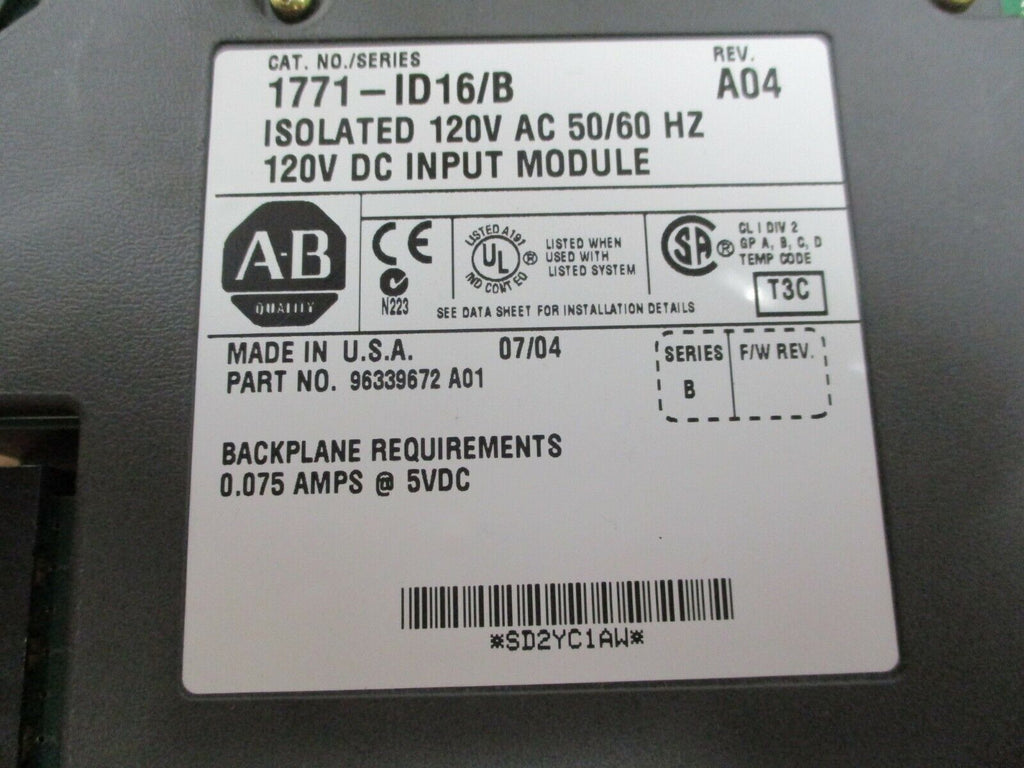 CAT. NO./SERIES
REV.
1771-ID16/B
A04
ISOLATED 120V AC 50/60 HZ
120V DC INPUT MODULE
A-B
QUALITY
CE
N223
LISTED A191
UL
®
IND CONT EQ
LISTED WHEN
USED WITH
LISTED SYSTEM
SA
®
CL I DIV 2
GP A, B, C, D
TEMP CODE
T3C
SEE DATA SHEET FOR INSTALLATION DETAILS
MADE IN U.S.A. 07/04
PART NO. 96339672 A01
SERIES
F/W REV.
B
BACKPLANE REQUIREMENTS
0.075 AMPS @ 5VDC
*SD2YC1AW*